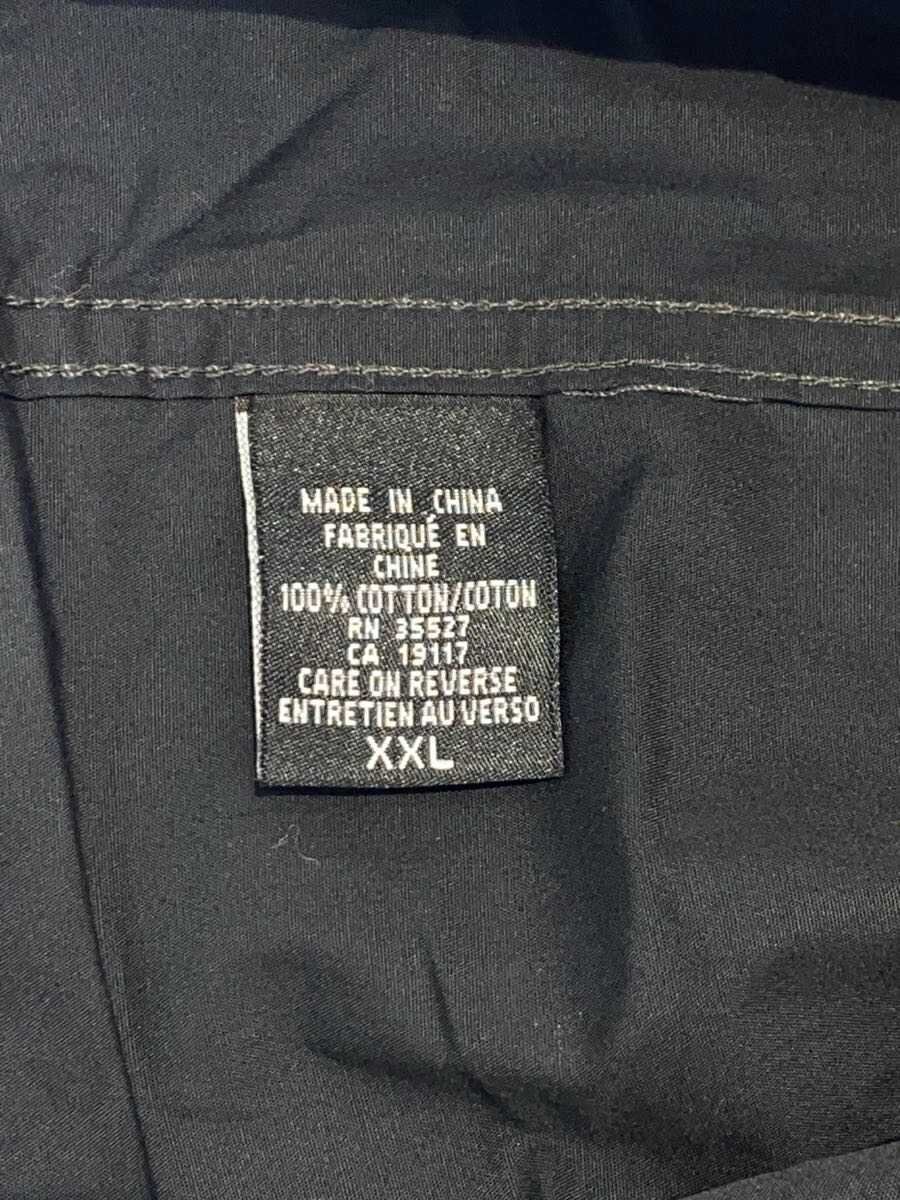 MADE IN CHINA
FABRIQUÉ EN
CHINE
100% COTTON/COTON
RN 35527
CA 19117
CARE ON REVERSE
ENTRETIEN AU VERSO
XXL